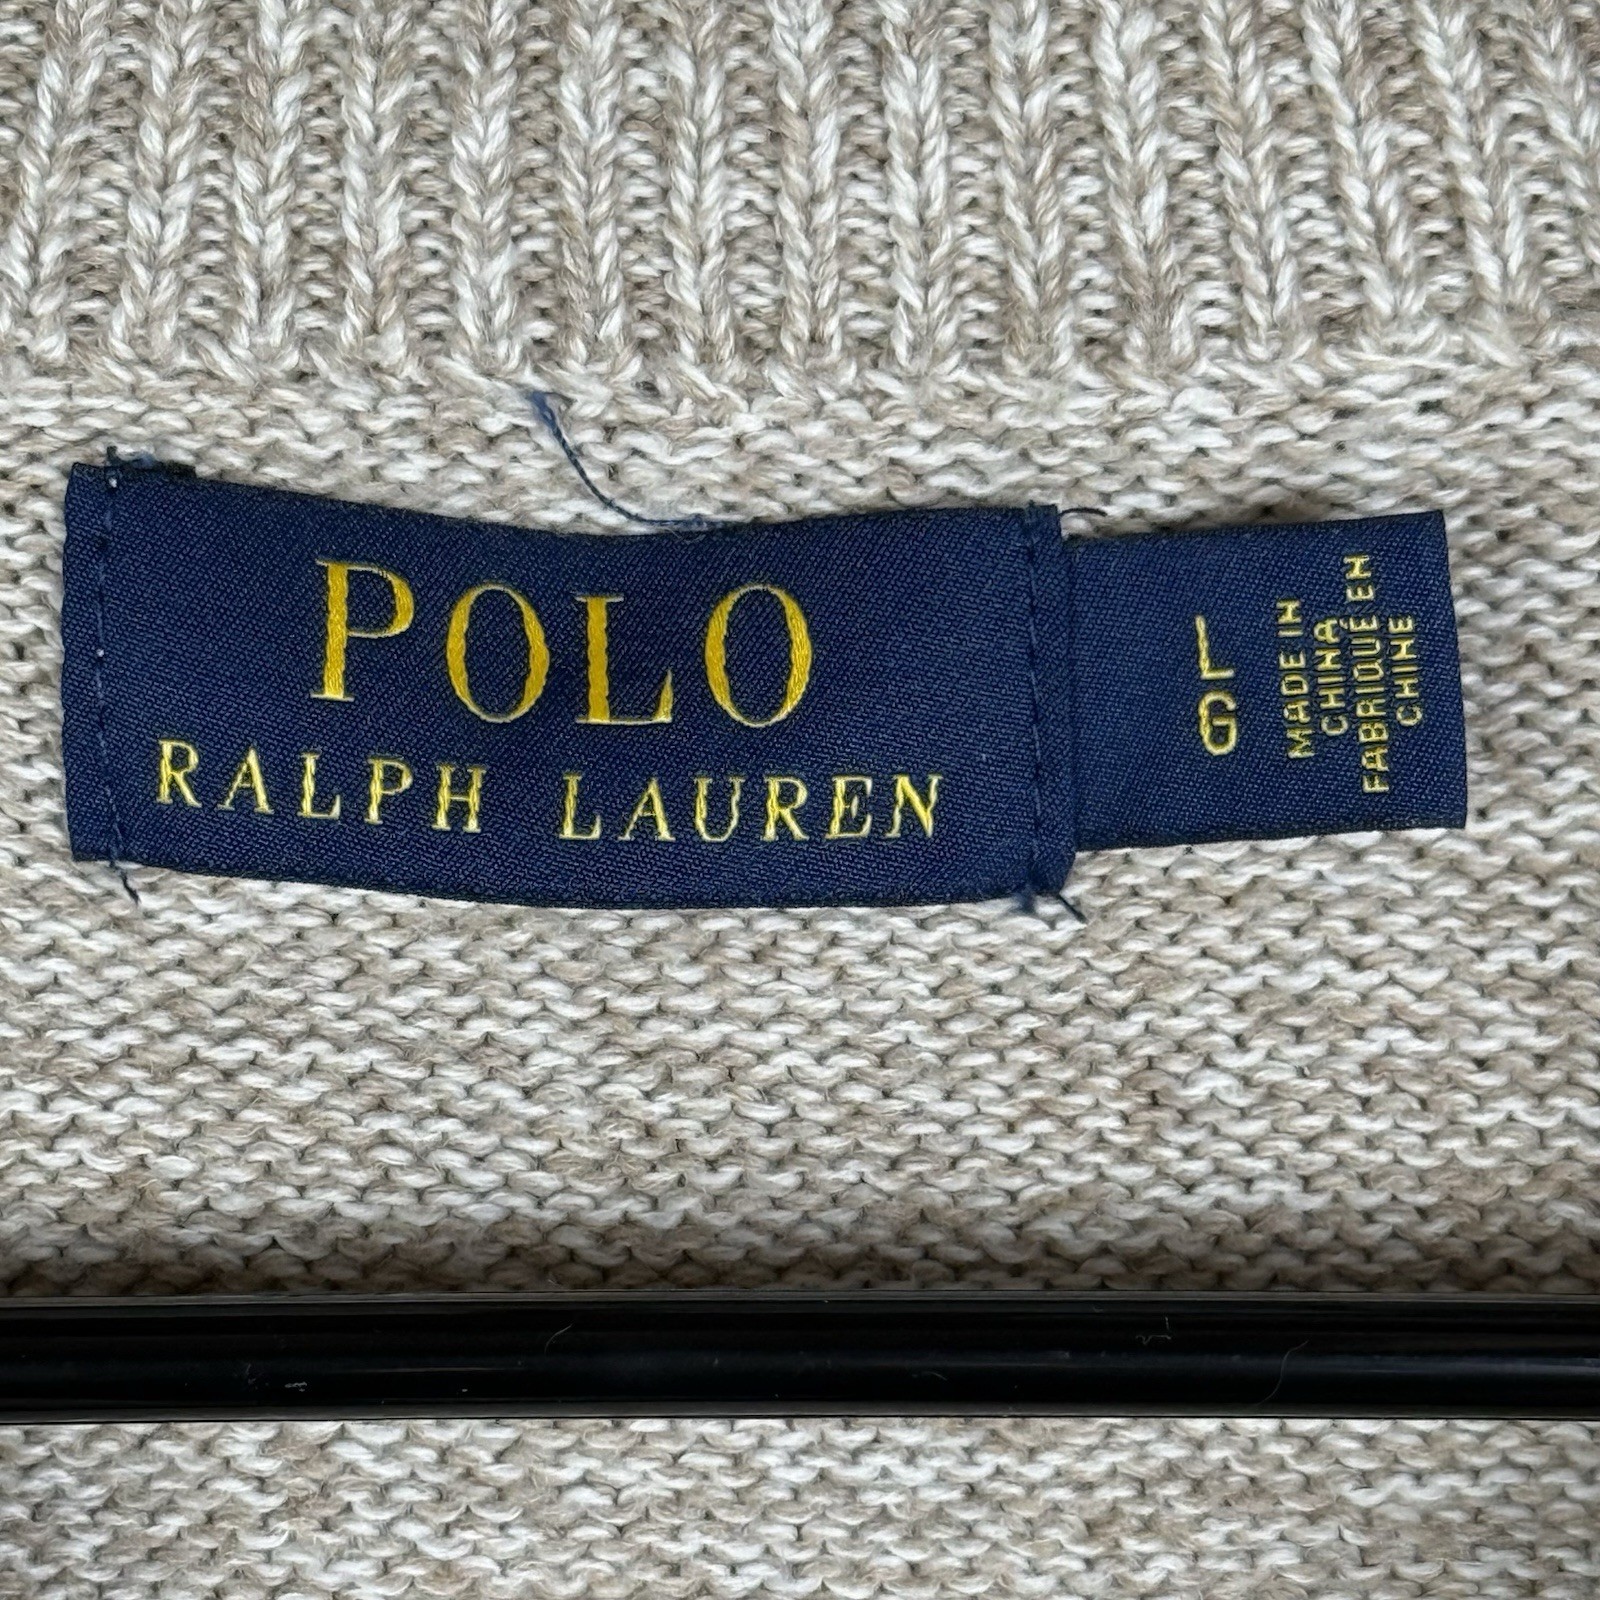 POLO
RALPH LAUREN
L
G
MADE IN
CHINA
FABRIQUÉ EN
CHINE